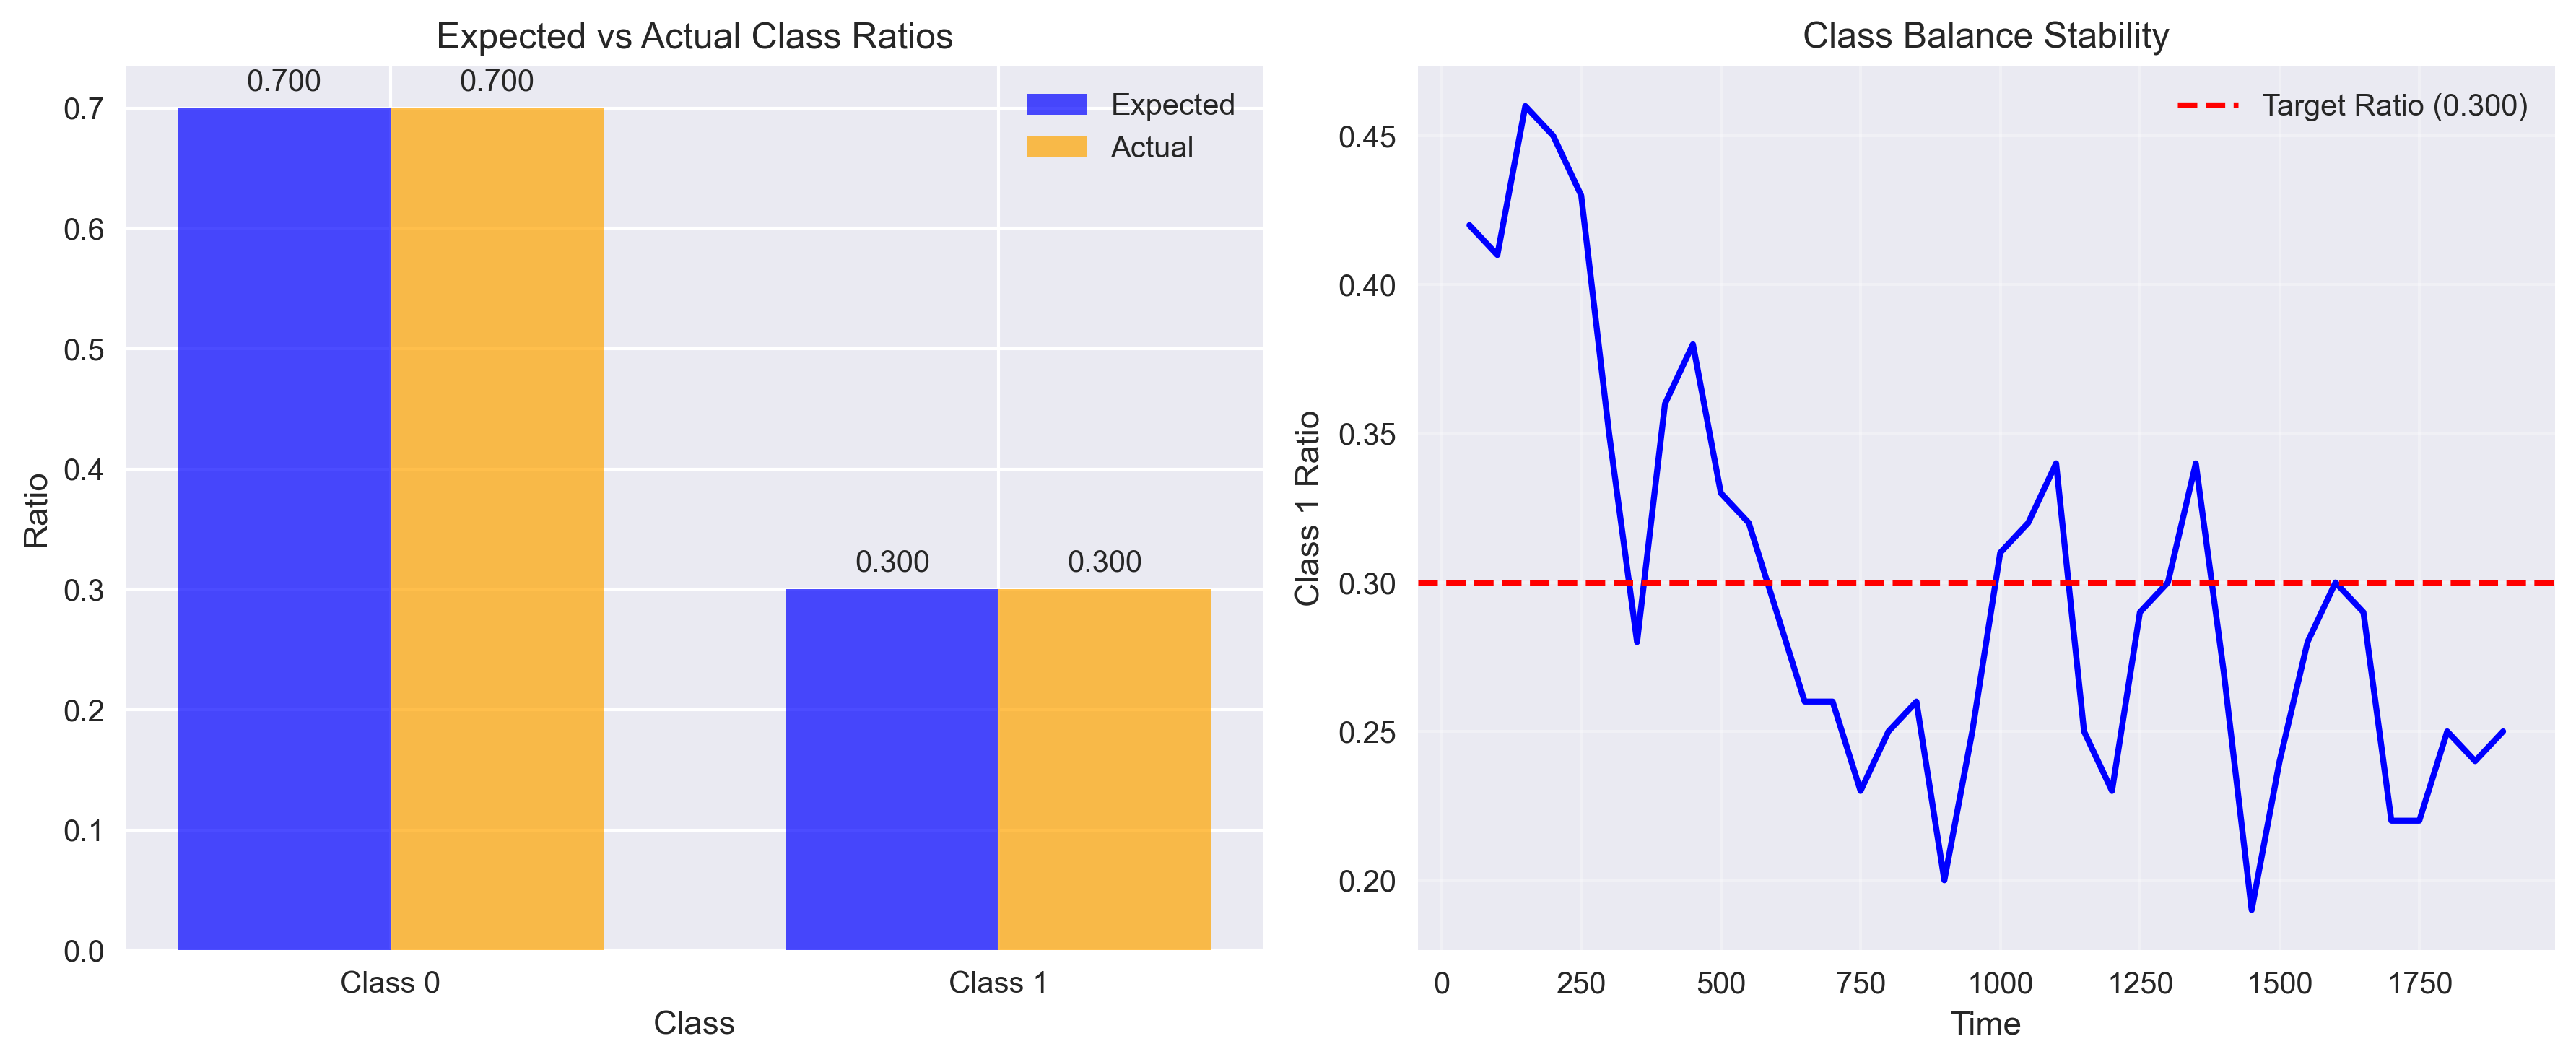 Expected vs Actual Class Ratios
0.700
0.700
Expected
Actual
0.300
0.300
0.7
0.6
0.5
0.4
0.3
0.2
0.1
0.0
Ratio
Class 0
Class 1
Class
Class Balance Stability
Target Ratio (0.300)
0.45
0.40
0.35
0.30
0.25
0.20
Class 1 Ratio
0
250
500
750
1000
1250
1500
1750
Time